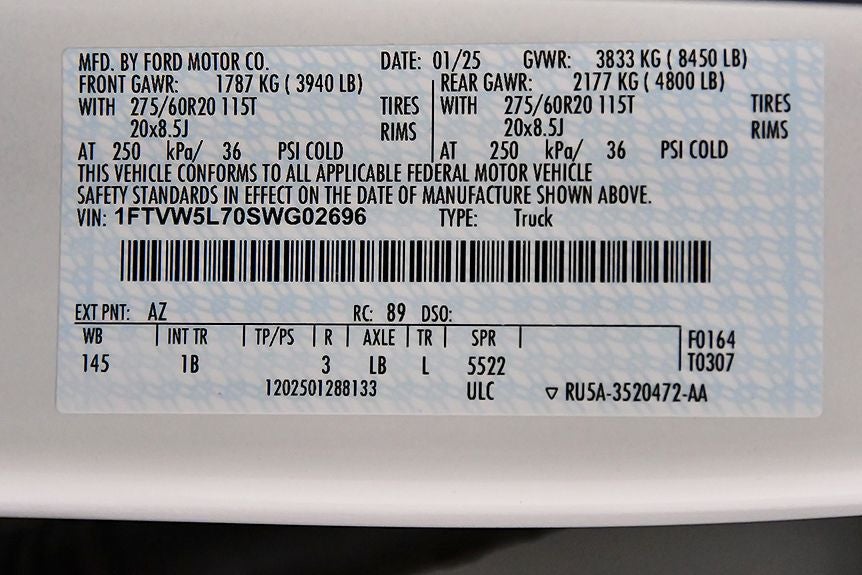 MFD. BY FORD MOTOR CO. DATE: 01/25 GVWR: 3833 KG ( 8450 LB)
FRONT GAWR: 1787 KG ( 3940 LB) REAR GAWR: 2177 KG ( 4800 LB)
WITH 275/60R20 115T TIRES WITH 275/60R20 115T TIRES
20x8.5J RIMS 20x8.5J RIMS
AT 250 kPa/ 36 PSI COLD AT 250 kPa/ 36 PSI COLD
THIS VEHICLE CONFORMS TO ALL APPLICABLE FEDERAL MOTOR VEHICLE
SAFETY STANDARDS IN EFFECT ON THE DATE OF MANUFACTURE SHOWN ABOVE.
VIN: 1FTVW5L70SWG02696 TYPE: Truck
EXT PNT: AZ RC: 89 DSO:
WB INT TR TP/PS R AXLE TR SPR F0164
145 1B 3 LB L 5522 T0307
1202501288133 ULC ▽ RU5A-3520472-AA